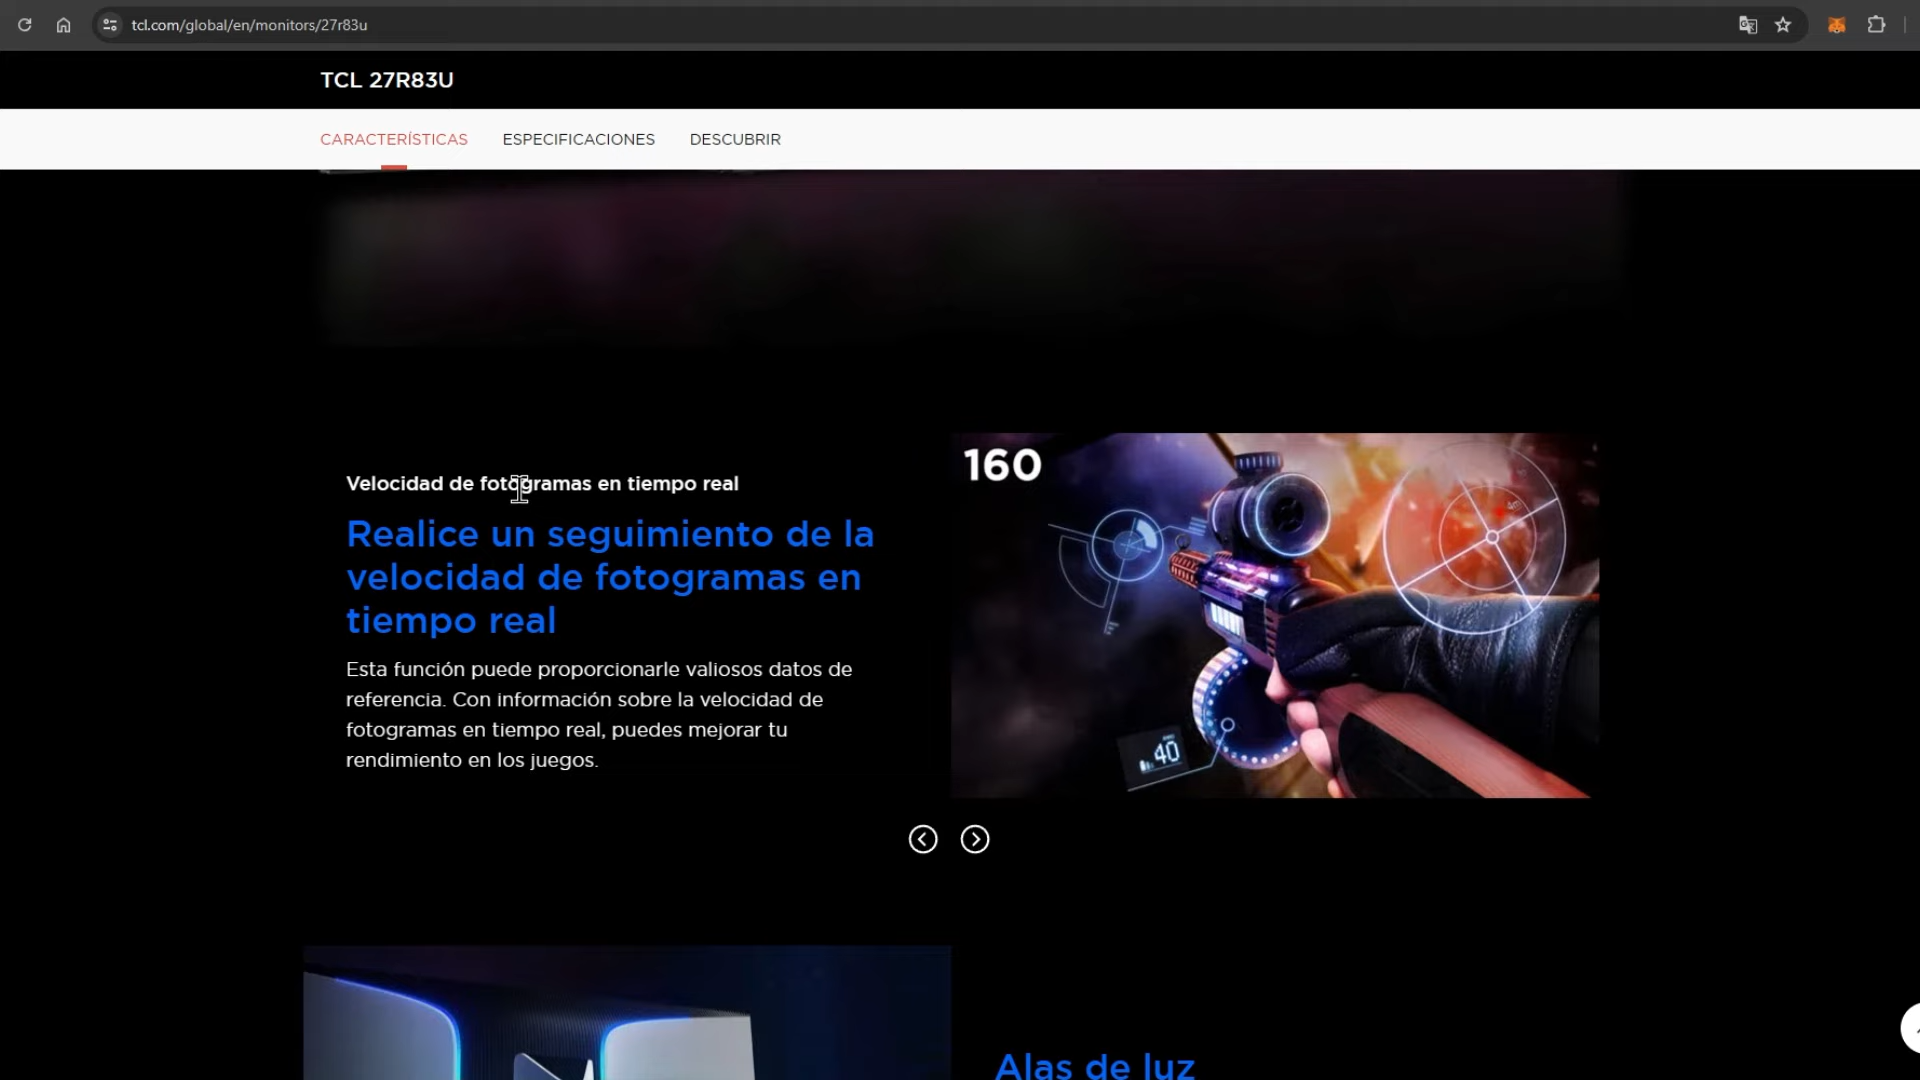 tcl.com/global/en/monitors/27r83u
TCL 27R83U
CARACTERÍSTICAS
ESPECIFICACIONES
DESCUBRIR
Velocidad de fotogramas en tiempo real
Realice un seguimiento de la
velocidad de fotogramas en
tiempo real
Esta función puede proporcionarle valiosos datos de
referencia. Con información sobre la velocidad de
fotogramas en tiempo real, puedes mejorar tu
rendimiento en los juegos.
160
40
Alas de luz